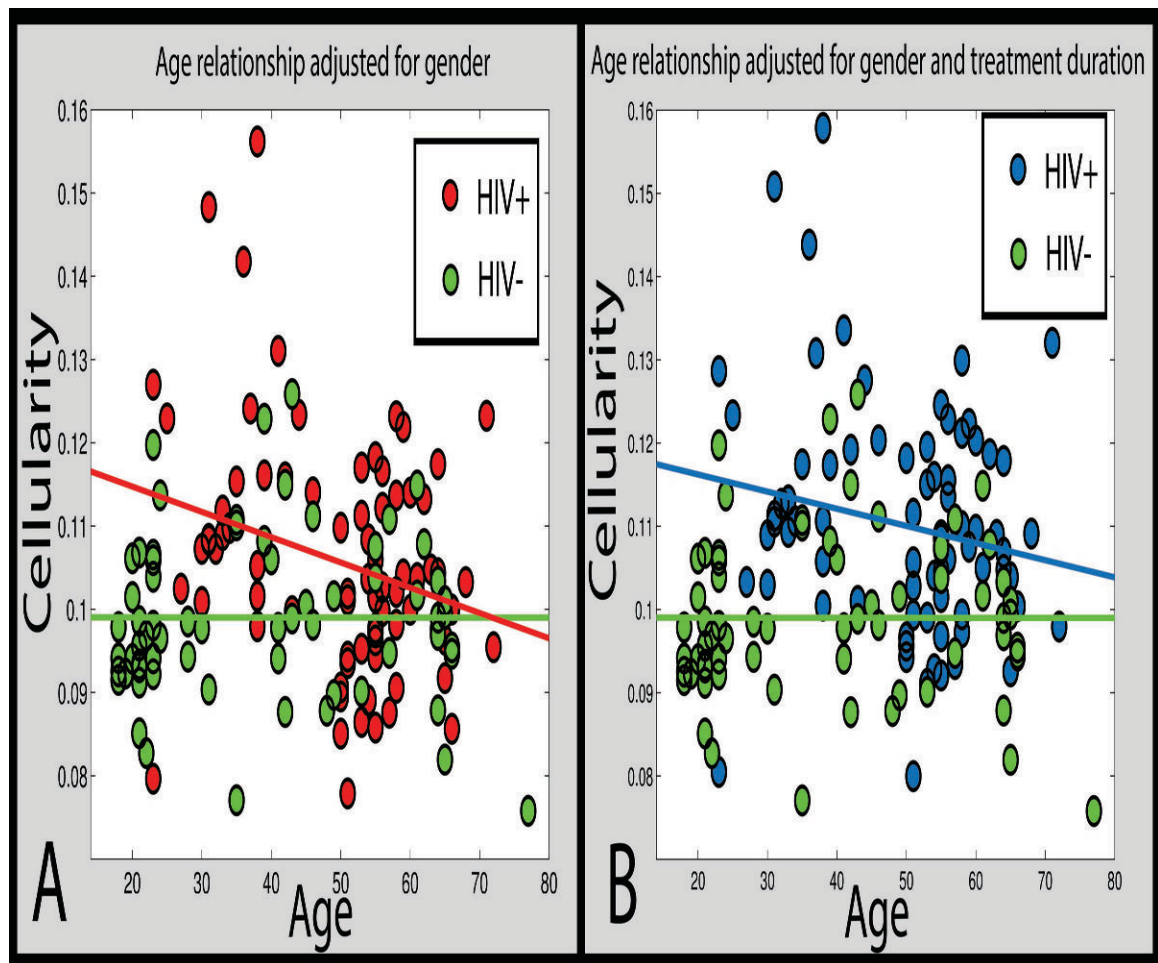 Age relationship adjusted for gender
0.16
0.15
0.14
0.13
0.12
0.11
0.1
0.09
0.08
Cellularity
HIV+
HIV-
20 30 40 50 60 70 80
Age
A
Age relationship adjusted for gender and treatment duration
0.16
0.15
0.14
0.13
0.12
0.11
0.1
0.09
0.08
Cellularity
HIV+
HIV-
20 30 40 50 60 70 80
Age
B